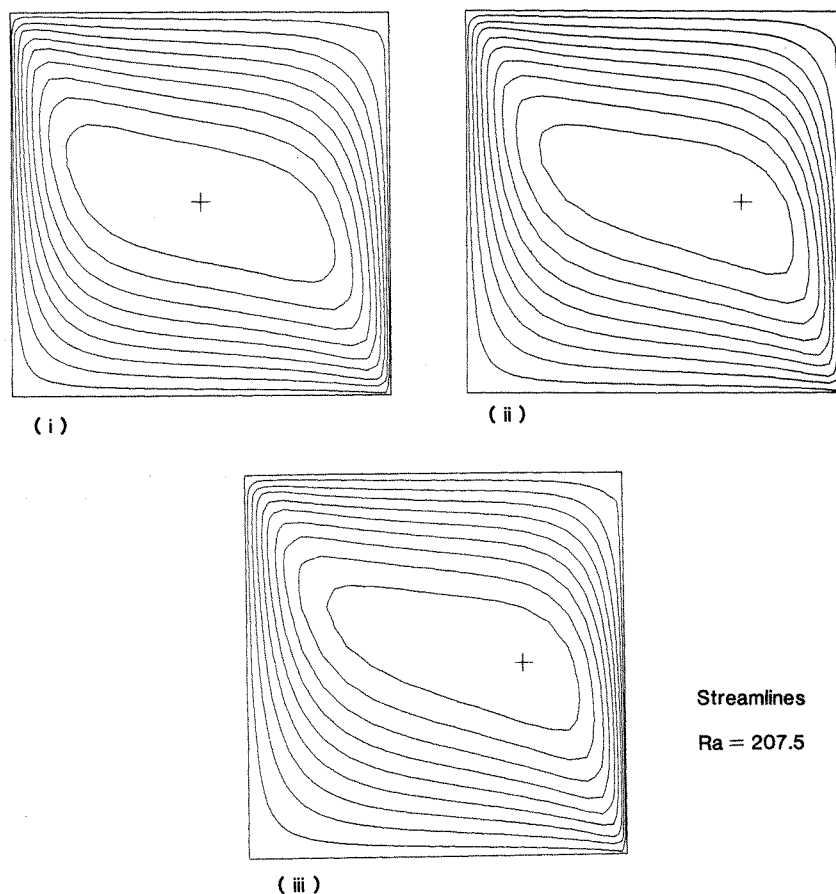 ( i )
( ii )
Streamlines
Ra = 207.5
( iii )